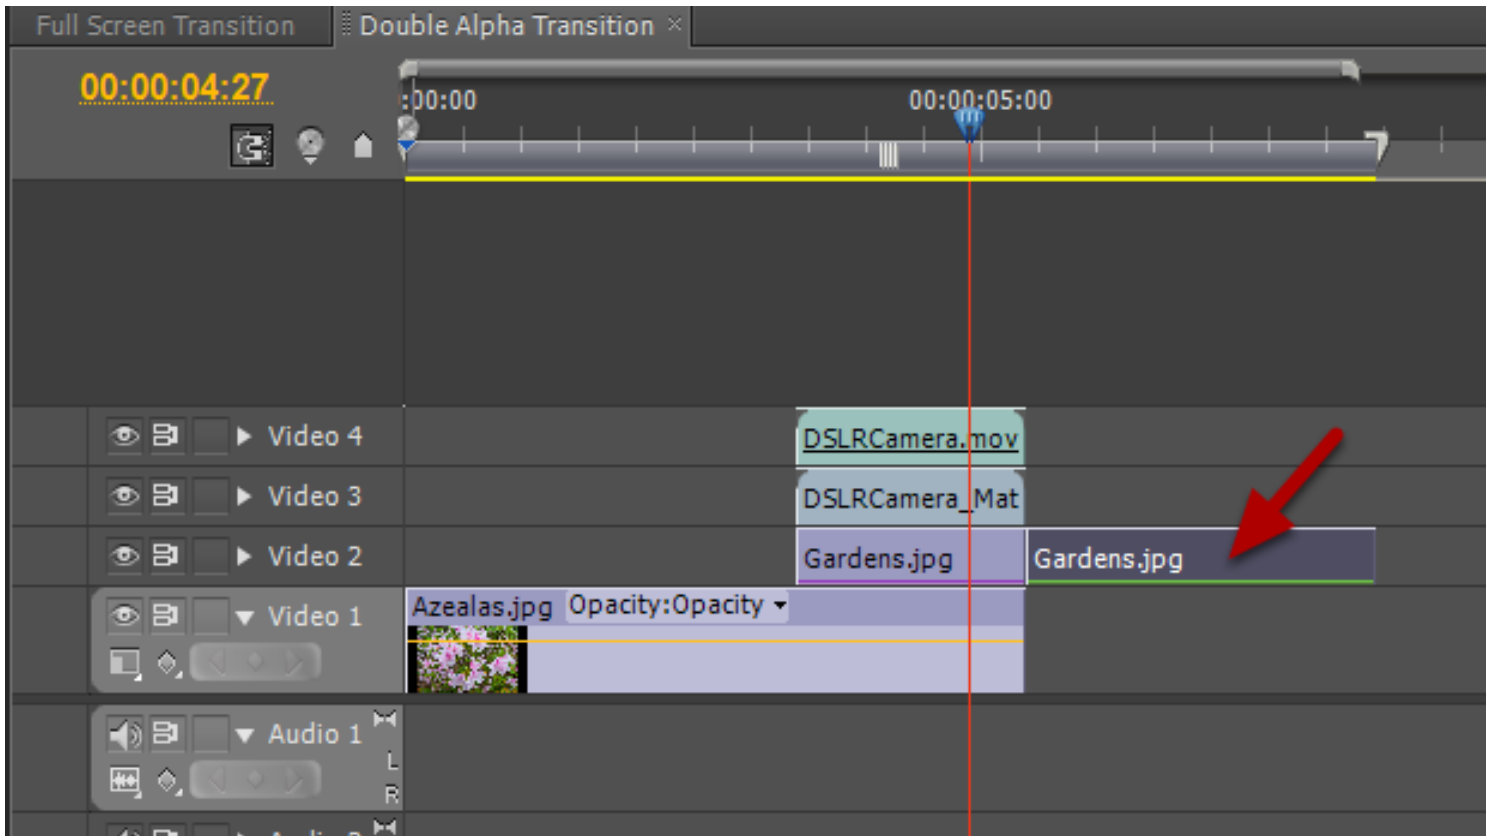 Full Screen Transition
Double Alpha Transition ×
00:00:04:27
:00:00
00:00:05:00
Video 4
DSLRCamera.mov
Video 3
DSLRCamera_Mat
Video 2
Gardens.jpg
Gardens.jpg
Video 1
Azealas.jpg Opacity:Opacity
Audio 1
L
R